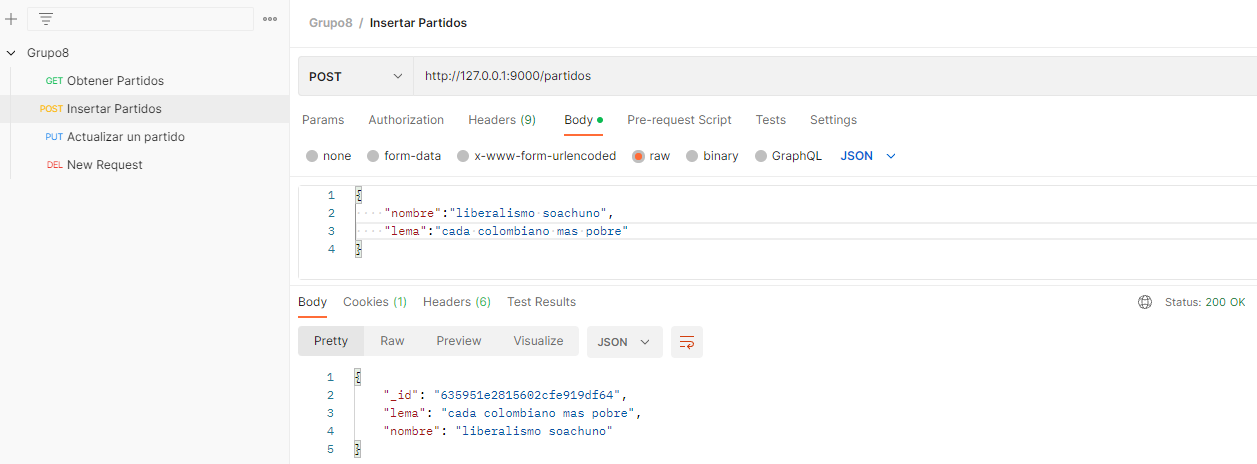 Grupo8 / Insertar Partidos
Grupo8
GET Obtener Partidos
POST Insertar Partidos
PUT Actualizar un partido
DEL New Request
POST http://127.0.0.1:9000/partidos
Params Authorization Headers (9) Body Pre-request Script Tests Settings
none form-data x-www-form-urlencoded raw binary GraphQL JSON
1 {
2 "nombre":"liberalismo soachuno",
3 "lema":"cada colombiano mas pobre"
4 }
Body Cookies (1) Headers (6) Test Results Status: 200 OK
Pretty Raw Preview Visualize JSON
1 {
2 "_id": "635951e2815602cfe919df64",
3 "lema": "cada colombiano mas pobre",
4 "nombre": "liberalismo soachuno"
5 }